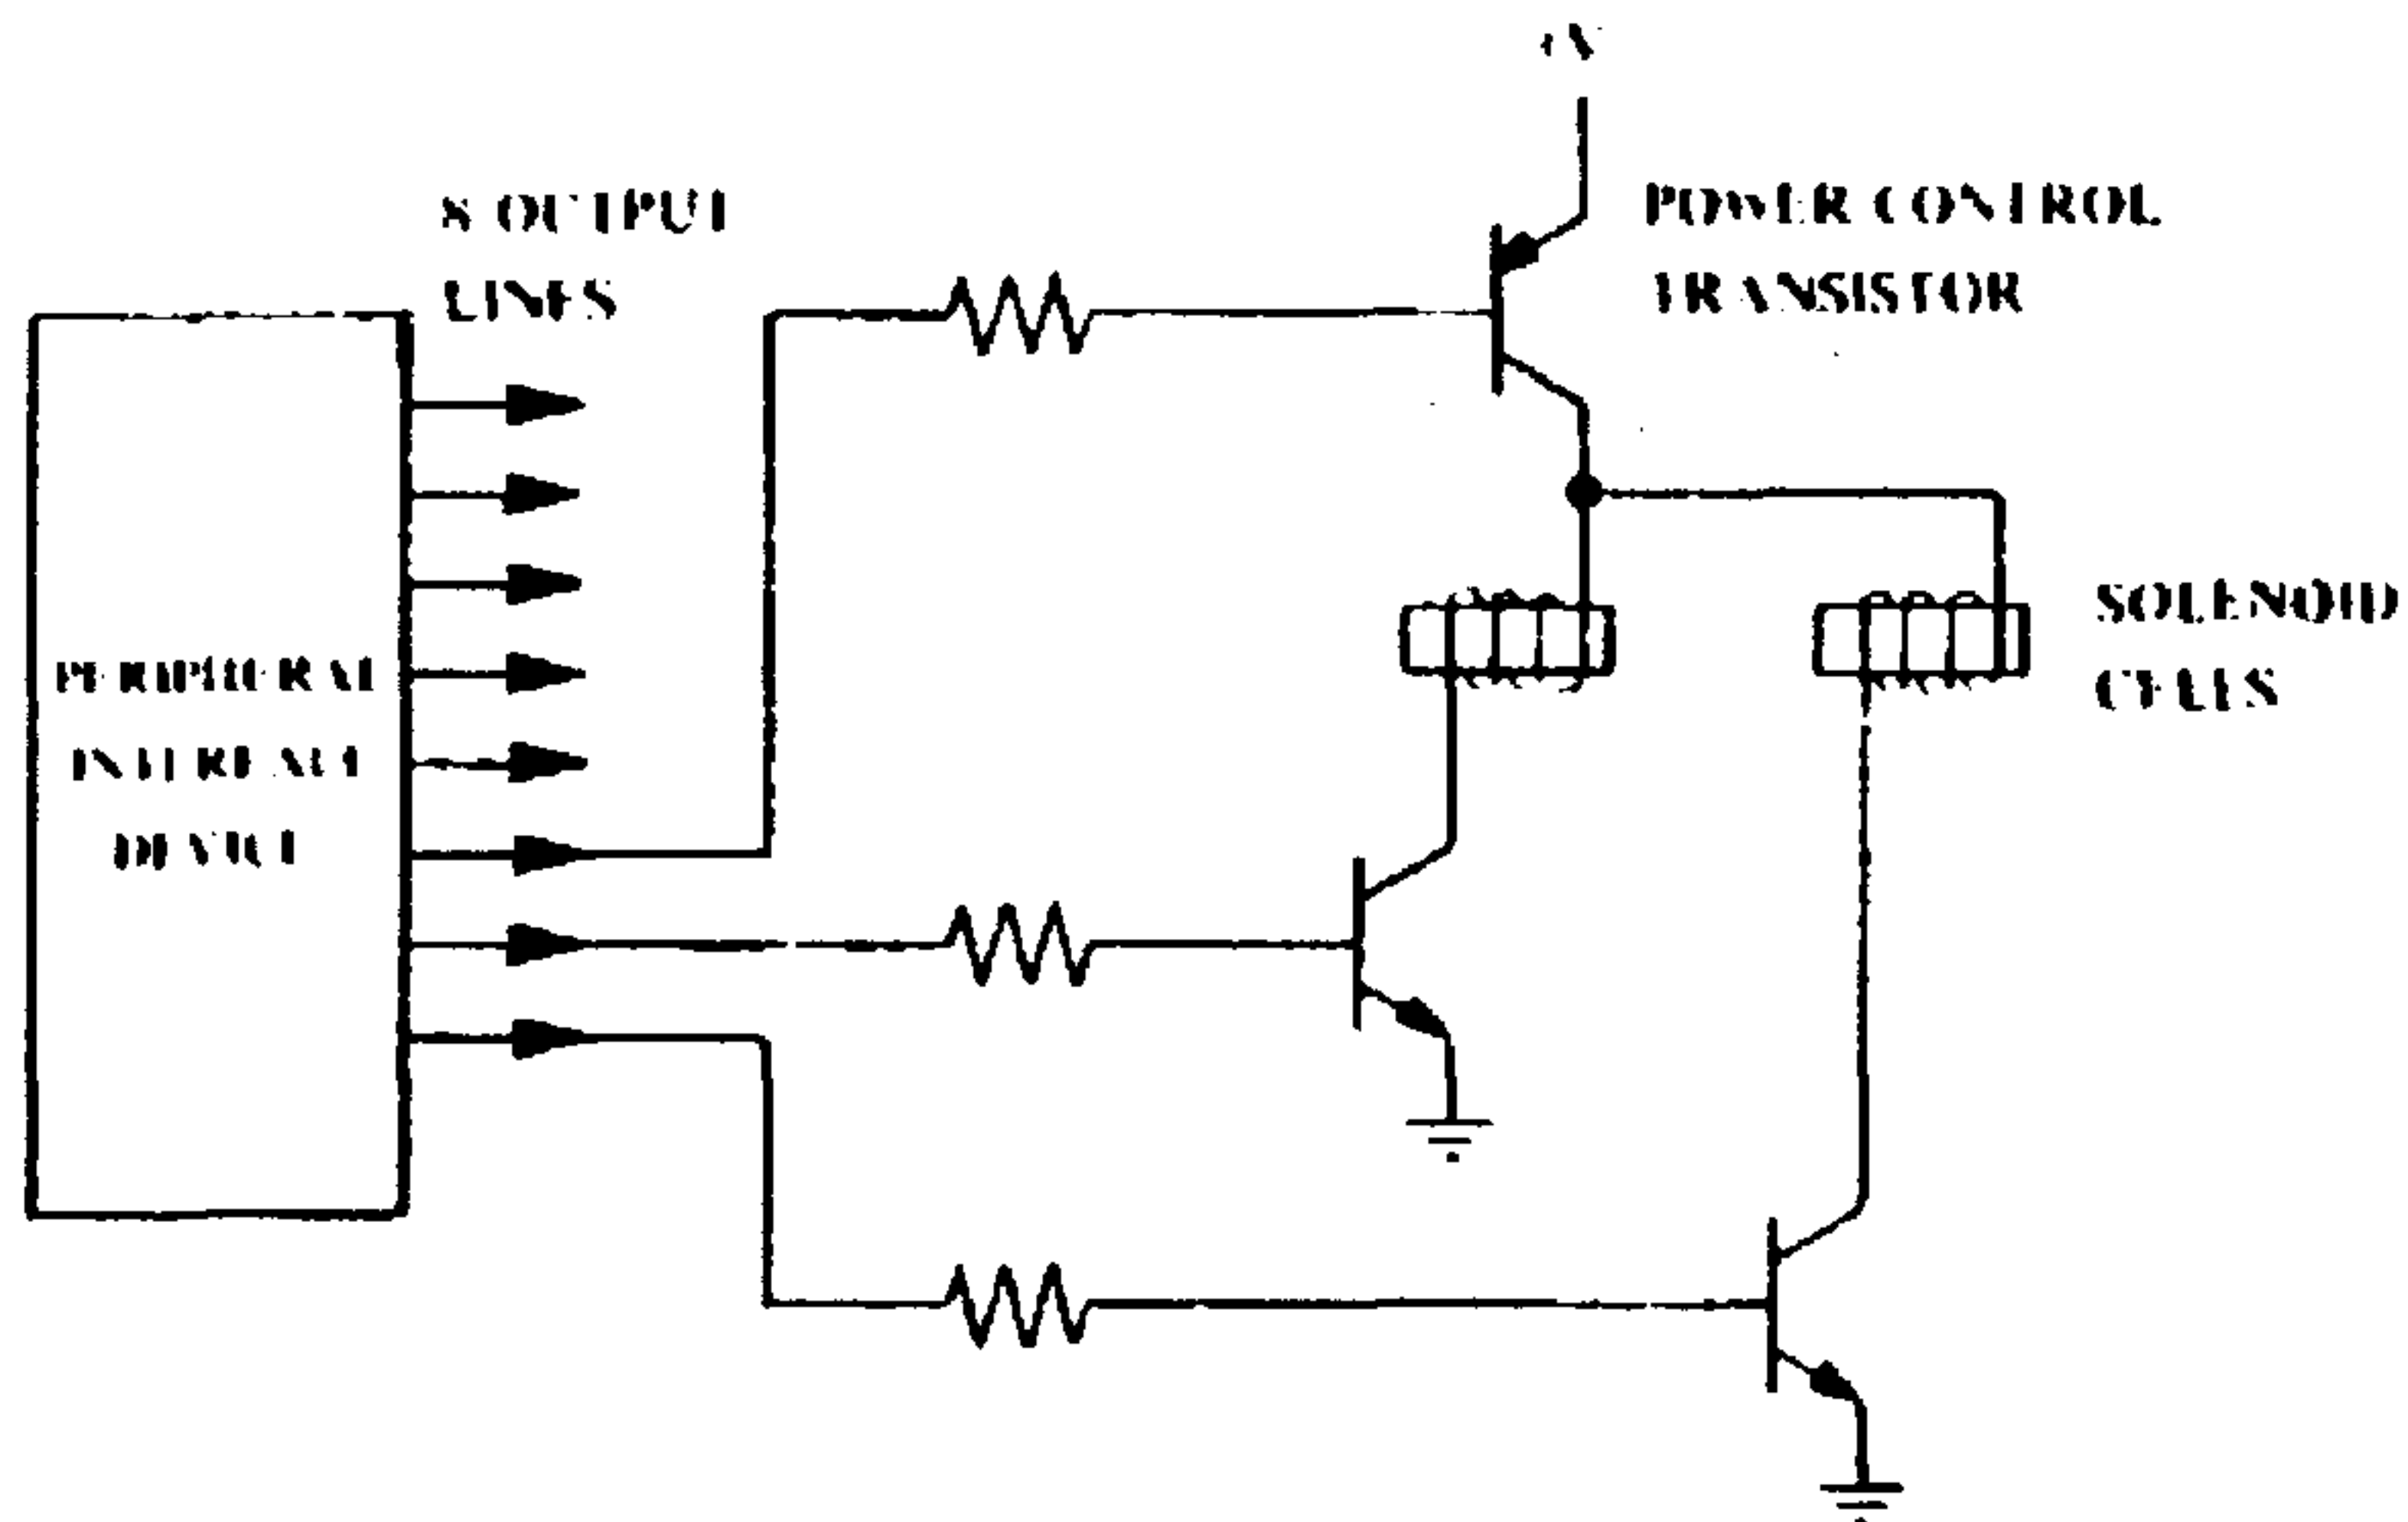 +V
8 OUTPUT
LINES
POWER CONTROL
TRANSISTOR
SOLENOID
CELLS
PERIPHERAL
INTERFACE
DEVICE